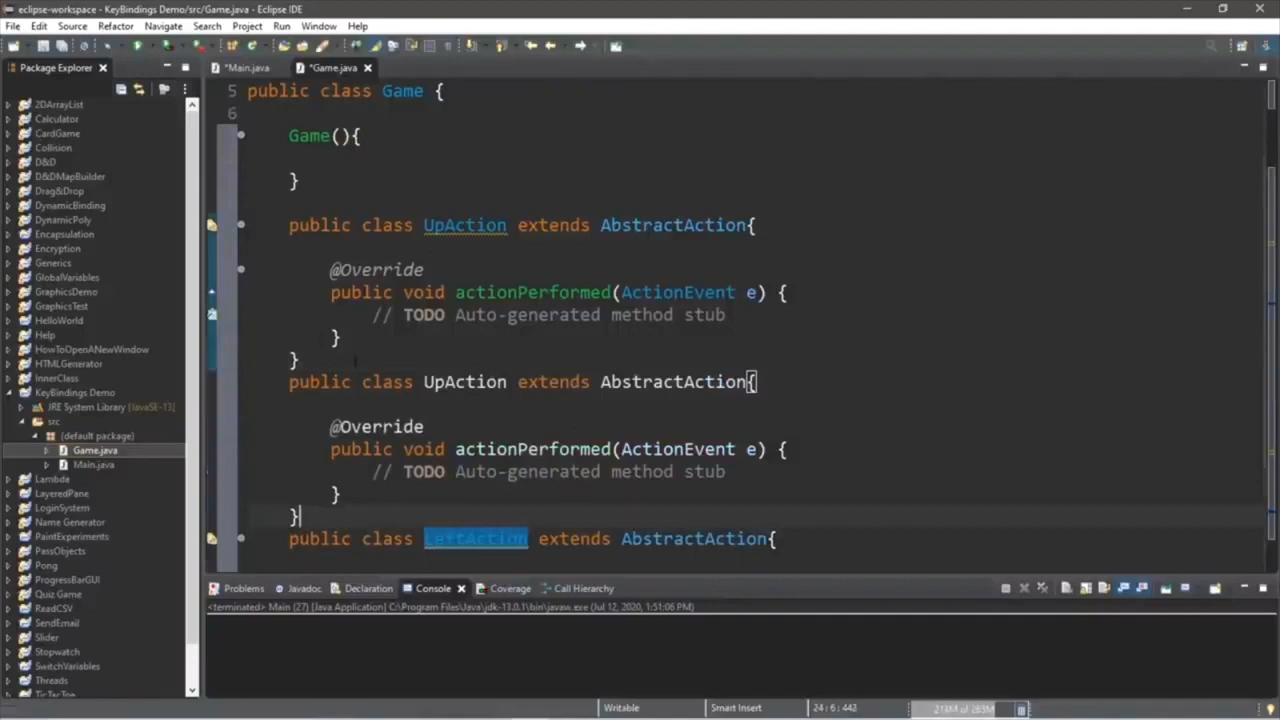 eclipse-workspace - KeyBindings Demo/src/Game.java - Eclipse IDE
File Edit Source Refactor Navigate Search Project Run Window Help
Package Explorer
*Main.java *Game.java
2DArrayList
Calculator
CardGame
Collision
D&D
D&DMapBuilder
Drag&Drop
DynamicBinding
DynamicPoly
Encapsulation
Encryption
Generics
GlobalVariables
GraphicsDemo
GraphicsTest
HelloWorld
Help
HowToOpenANewWindow
HTMLGenerator
InnerClass
KeyBindings Demo
JRE System Library [JavaSE-13]
src
(default package)
Game.java
Main.java
Lambda
LayeredPane
LoginSystem
Name Generator
PaintExperiments
PassObjects
Pong
ProgressBarGUI
Quiz Game
ReadCSV
SendEmail
Slider
Stopwatch
SwitchVariables
Threads
TicTacToe
5 public class Game {
6
Game(){
}
public class UpAction extends AbstractAction{
@Override
public void actionPerformed(ActionEvent e) {
// TODO Auto-generated method stub
}
}
public class UpAction extends AbstractAction{
@Override
public void actionPerformed(ActionEvent e) {
// TODO Auto-generated method stub
}
}
public class LeftAction extends AbstractAction{
Problems Javadoc Declaration Console Coverage Call Hierarchy
<terminated> Main (27) [Java Application] C:\Program Files\Java\jdk-13.0.1\bin\javaw.exe (Jul 12, 2020, 1:51:06 PM)
Writable Smart Insert 24 : 6 : 442 213M of 283M